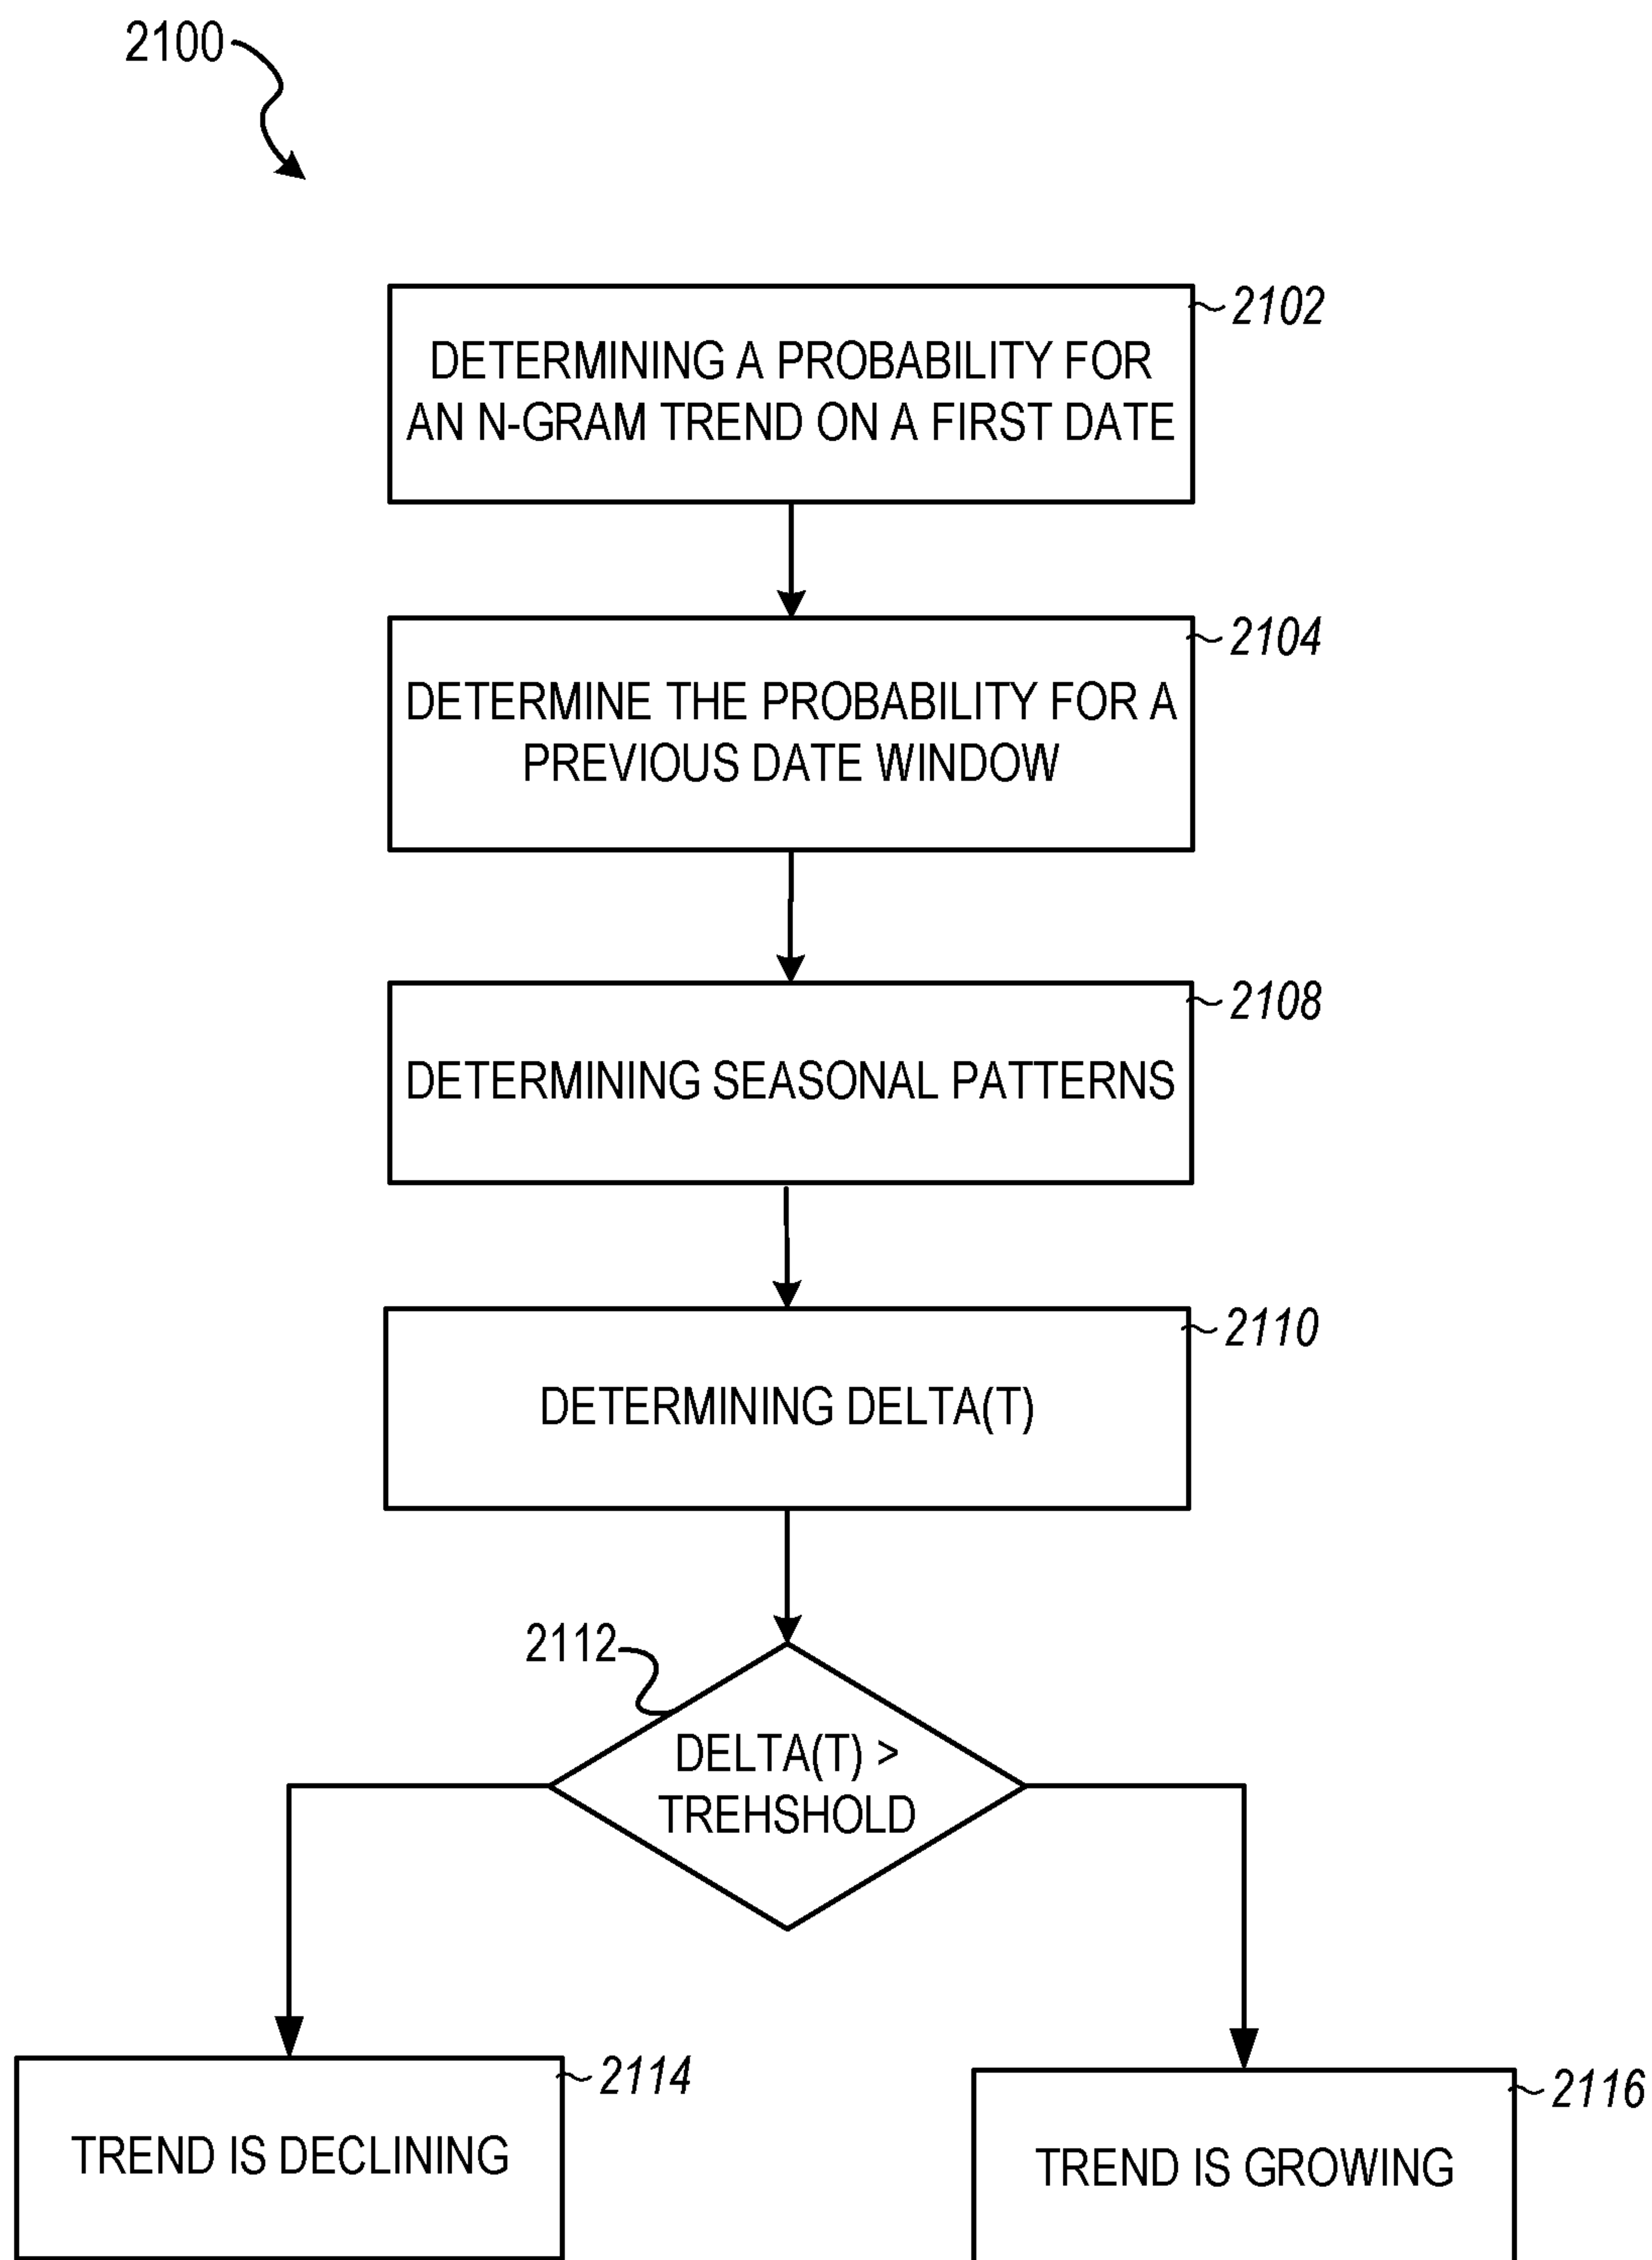 2100
2102
DETERMINING A PROBABILITY FOR
AN N-GRAM TREND ON A FIRST DATE
2104
DETERMINE THE PROBABILITY FOR A
PREVIOUS DATE WINDOW
2108
DETERMINING SEASONAL PATTERNS
2110
DETERMINING DELTA(T)
2112
DELTA(T) >
TREHSHOLD
2114
TREND IS DECLINING
2116
TREND IS GROWING